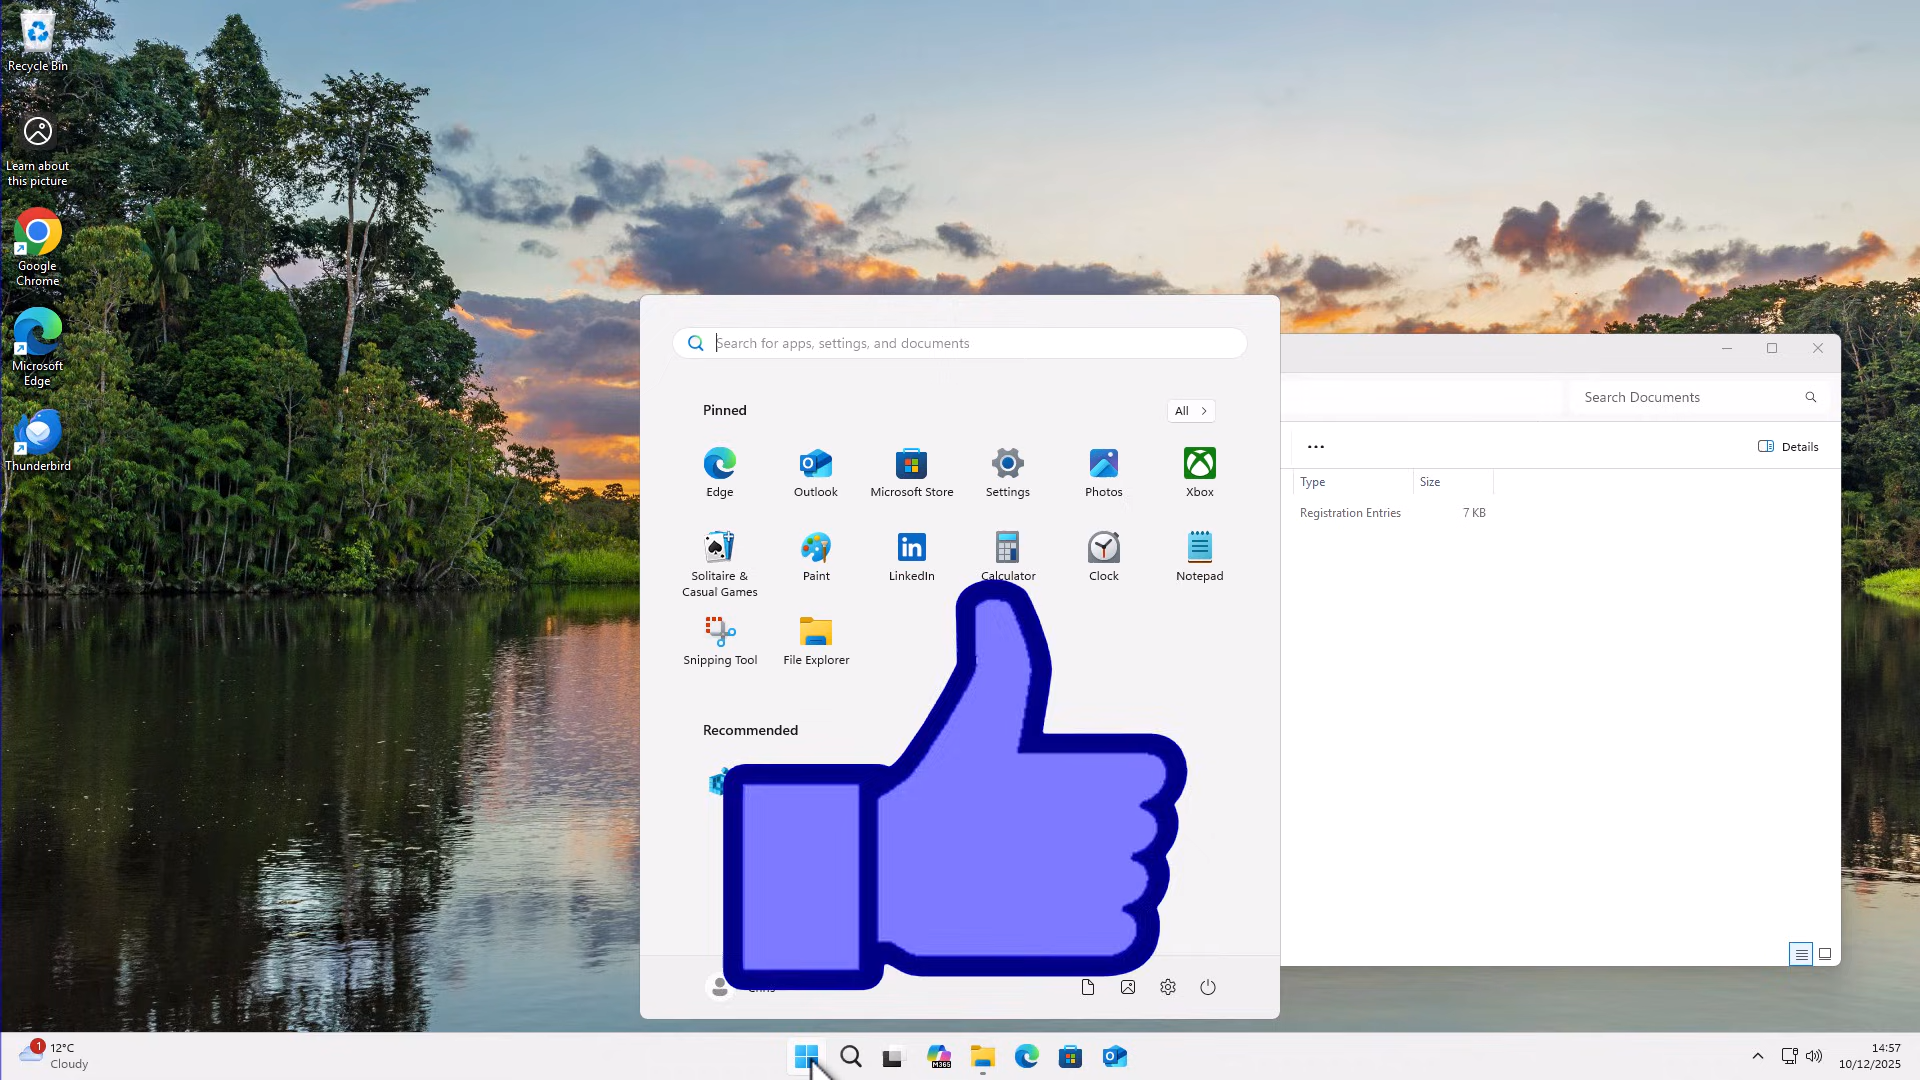 Recycle Bin
Learn about
this picture
Google
Chrome
Microsoft
Edge
Thunderbird
Search for apps, settings, and documents
Pinned
All
Edge
Outlook
Microsoft Store
Settings
Photos
Xbox
Solitaire &
Casual Games
Paint
LinkedIn
Calculator
Clock
Notepad
Snipping Tool
File Explorer
Recommended
Search Documents
Details
Type
Size
Registration Entries
7 KB
1
12°C
Cloudy
M365
14:57
10/12/2025